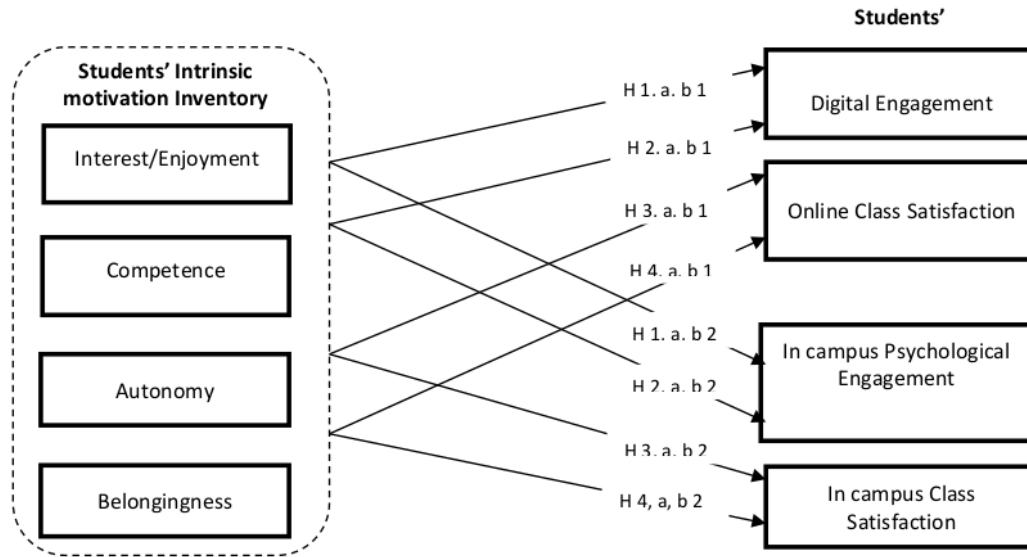 Students’
Students’ Intrinsic
motivation Inventory
Interest/Enjoyment
Competence
Autonomy
Belongingness
H 1. a. b 1
H 2. a. b 1
H 3. a. b 1
H 4. a. b 1
H 1. a. b 2
H 2. a. b 2
H 3. a. b 2
H 4, a, b 2
Digital Engagement
Online Class Satisfaction
In campus Psychological
Engagement
In campus Class
Satisfaction